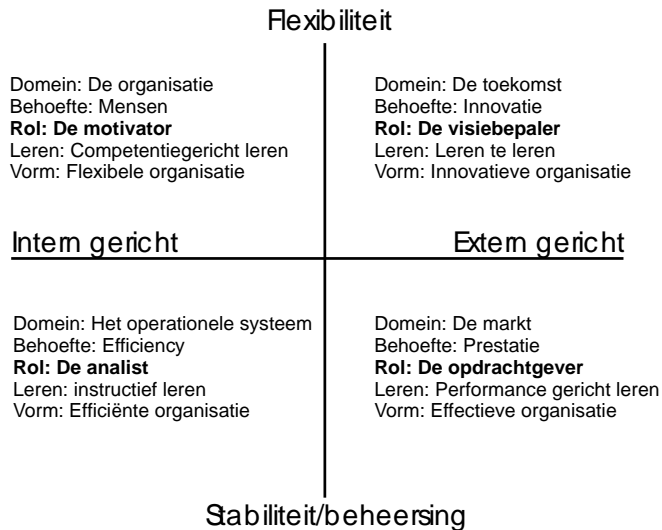 Flexibiliteit
Domein: De organisatie
Behoefte: Mensen
Rol: De motivator
Leren: Competentiegericht leren
Vorm: Flexibele organisatie
Domein: De toekomst
Behoefte: Innovatie
Rol: De visiebepaler
Leren: Leren te leren
Vorm: Innovatieve organisatie
Intern gericht
Extern gericht
Domein: Het operationele systeem
Behoefte: Efficiency
Rol: De analist
Leren: instructief leren
Vorm: Efficiënte organisatie
Domein: De markt
Behoefte: Prestatie
Rol: De opdrachtgever
Leren: Performance gericht leren
Vorm: Effectieve organisatie
Stabiliteit/beheersing